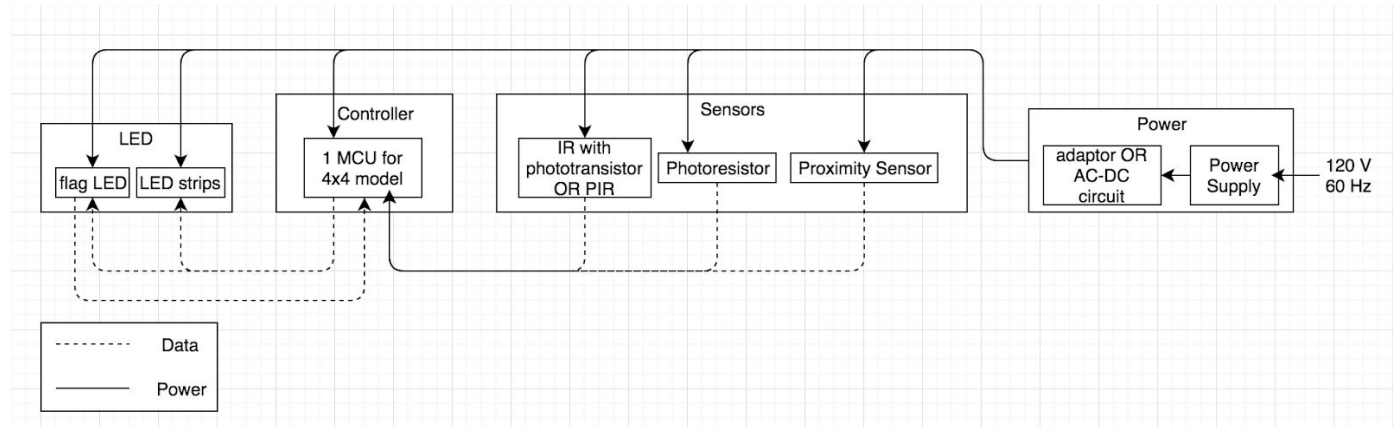 LED
flag LED
LED strips
Controller
1 MCU for
4x4 model
Sensors
IR with
phototransistor
OR PIR
Photoresistor
Proximity Sensor
Power
adaptor OR
AC-DC
circuit
Power
Supply
120 V
60 Hz
Data
Power